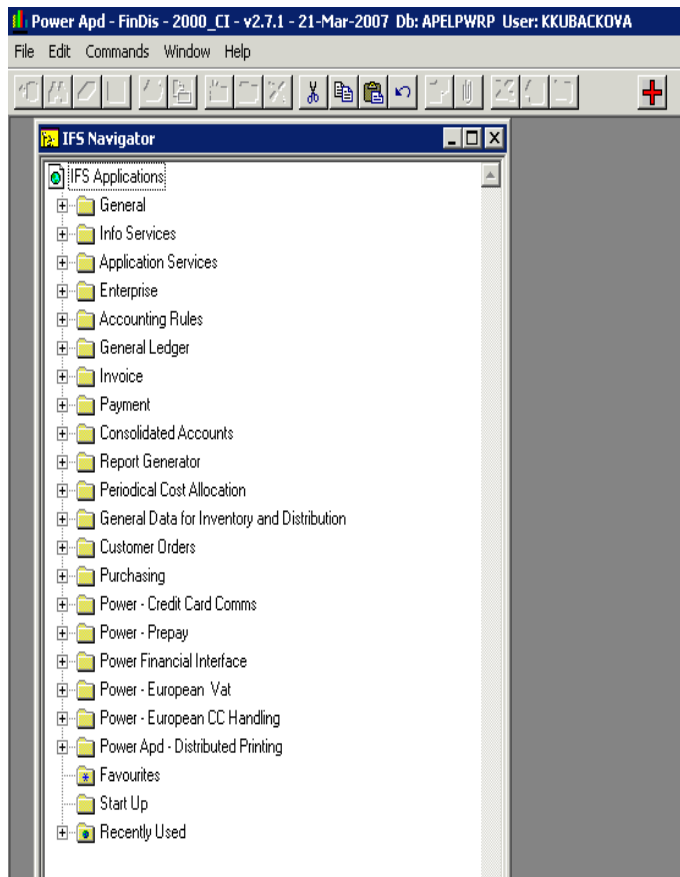 Power Apd - FinDis - 2000_CI - v2.7.1 - 21-Mar-2007 Db: APELPWRP User: KKUBACKOVA
File Edit Commands Window Help
IFS Navigator
IFS Applications
General
Info Services
Application Services
Enterprise
Accounting Rules
General Ledger
Invoice
Payment
Consolidated Accounts
Report Generator
Periodical Cost Allocation
General Data for Inventory and Distribution
Customer Orders
Purchasing
Power - Credit Card Comms
Power - Prepay
Power Financial Interface
Power - European Vat
Power - European CC Handling
Power Apd - Distributed Printing
Favourites
Start Up
Recently Used